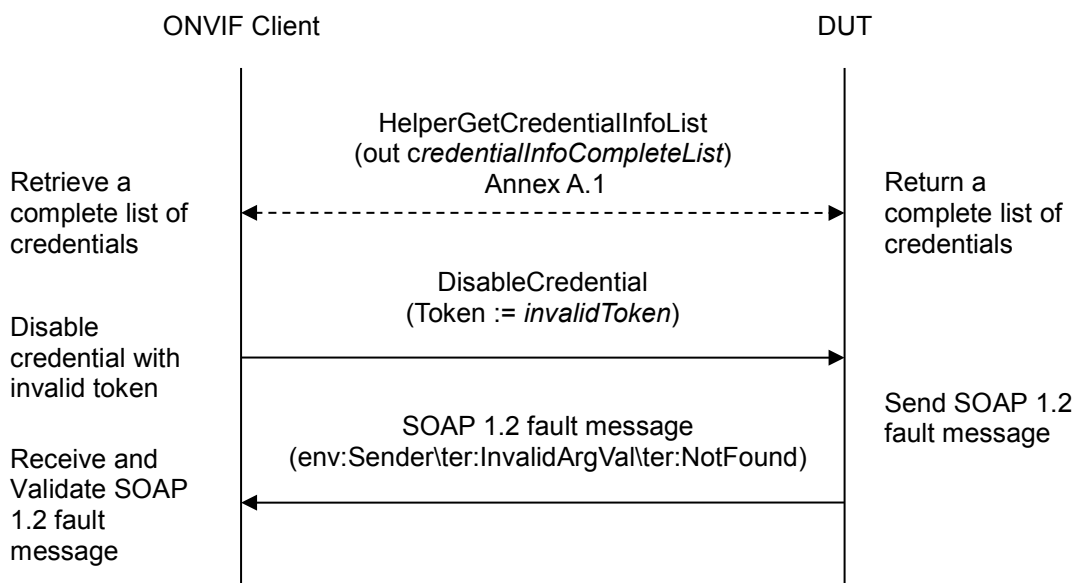 ONVIF Client
DUT
HelperGetCredentialInfoList
(out credentialInfoCompleteList)
Annex A.1
Retrieve a
complete list of
credentials
Return a
complete list of
credentials
DisableCredential
(Token := invalidToken)
Disable
credential with
invalid token
Send SOAP 1.2
fault message
SOAP 1.2 fault message
(env:Sender\ter:InvalidArgVal\ter:NotFound)
Receive and
Validate SOAP
1.2 fault
message